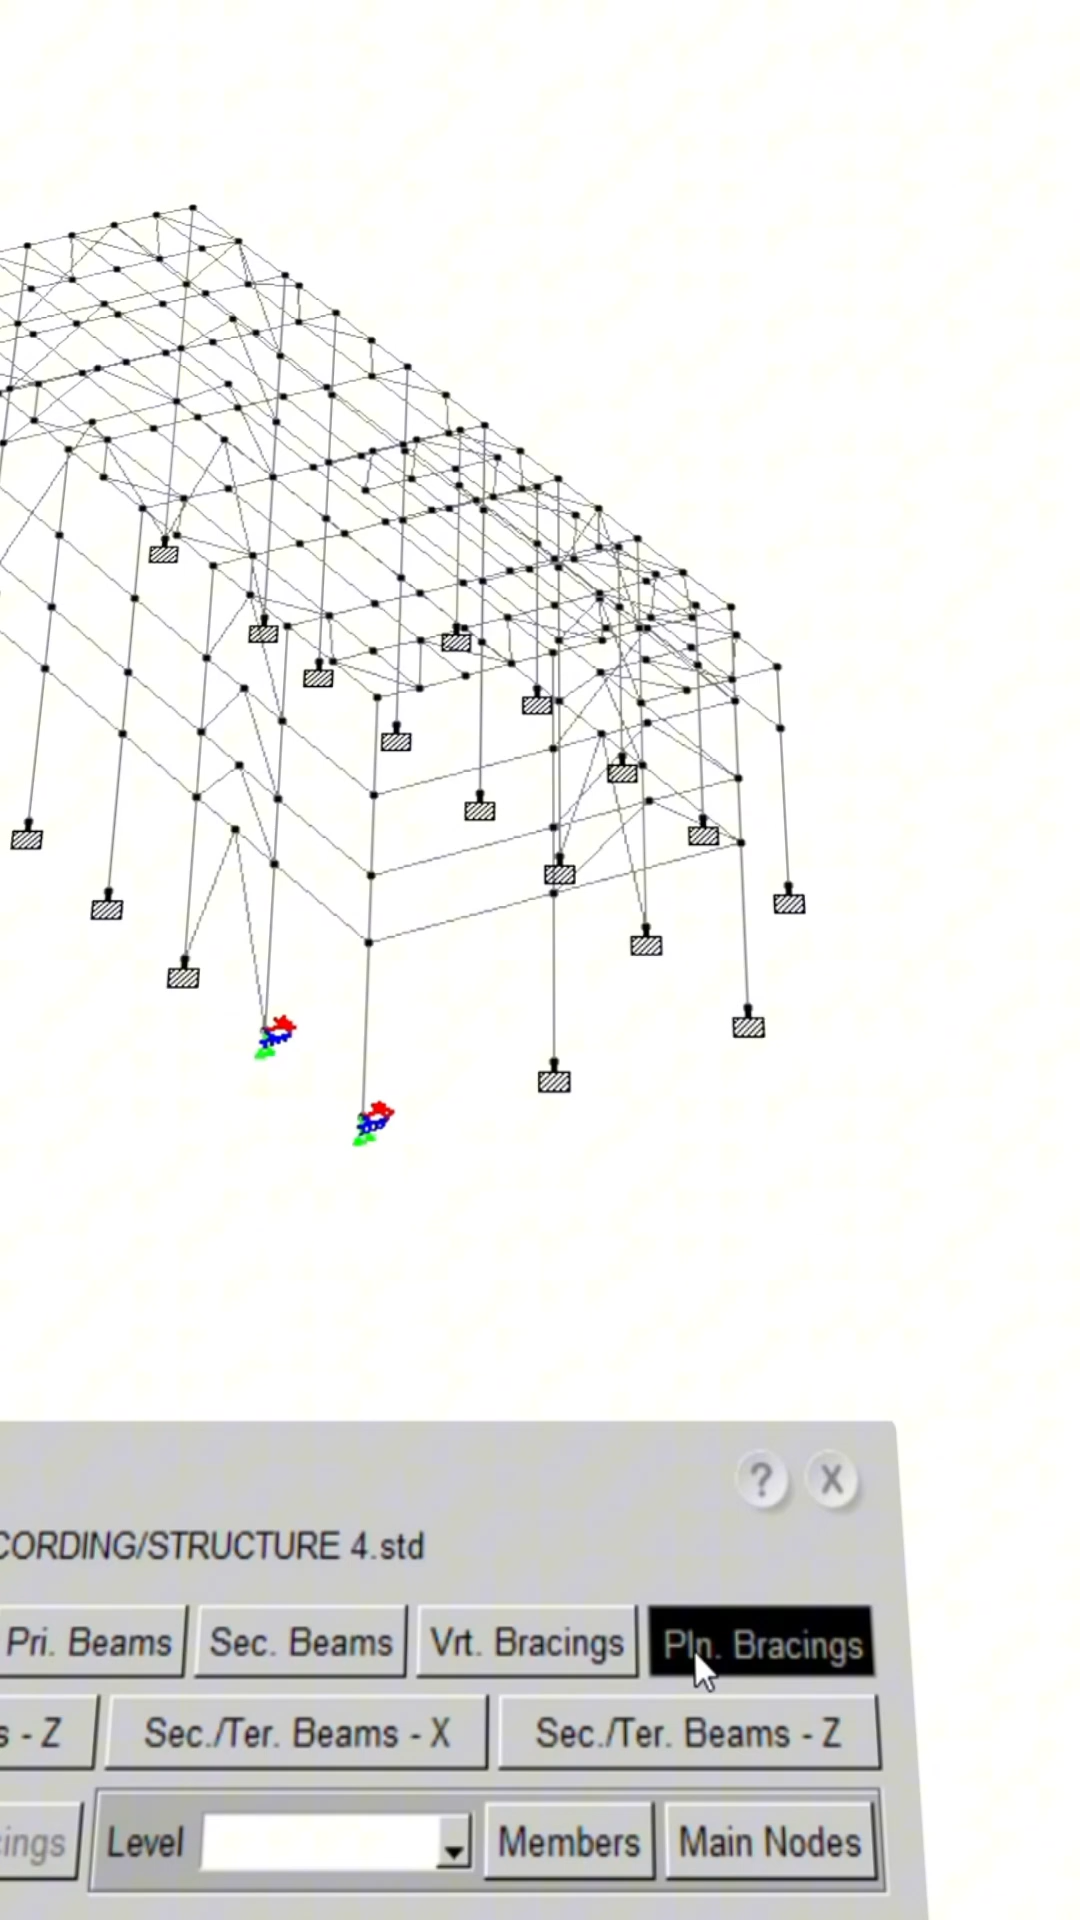 ? X
CORDING/STRUCTURE 4.std
Pri. Beams Sec. Beams Vrt. Bracings Pln. Bracings
s - Z Sec./Ter. Beams - X Sec./Ter. Beams - Z
cings Level Members Main Nodes